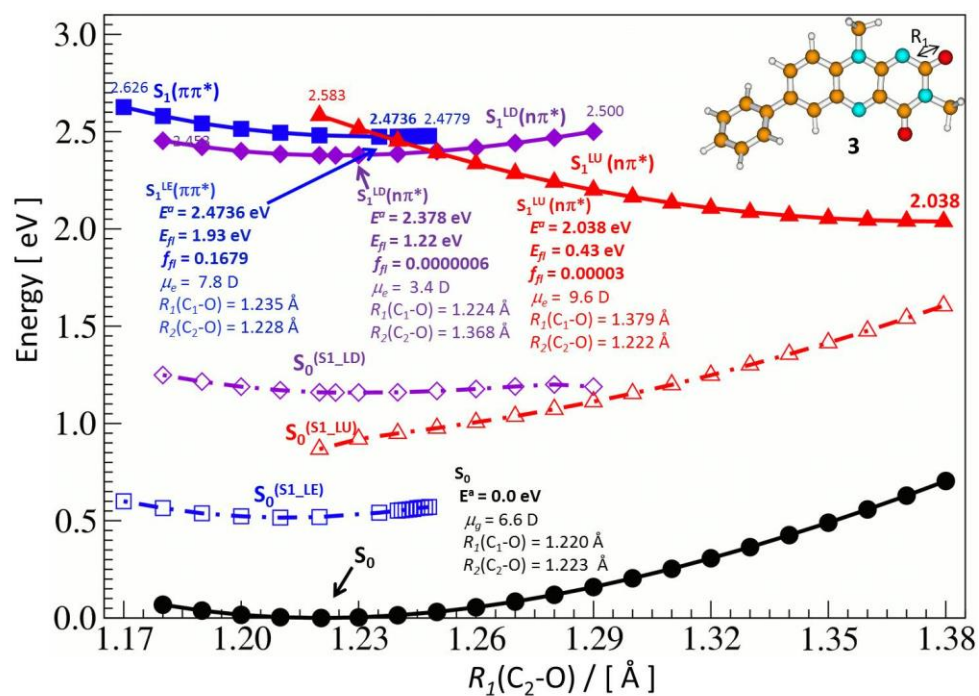 3.0
2.5
2.0
1.5
1.0
0.5
0.0
Energy [ eV ]
2.626
S₁(ππ*)
2.583
2.4736
2.4779
S₁ᴸᴰ(nπ*)
2.500
R₁
3
S₁ᴸᵁ (nπ*)
2.038
S₁ᴸᴱ(ππ*)
Eᵃ = 2.4736 eV
E_fl = 1.93 eV
f_fl = 0.1679
μₑ = 7.8 D
R₁(C₁-O) = 1.235 Å
R₂(C₂-O) = 1.228 Å
S₁ᴸᴰ(nπ*)
Eᵃ = 2.378 eV
E_fl = 1.22 eV
f_fl = 0.0000006
μₑ = 3.4 D
R₁(C₁-O) = 1.224 Å
R₂(C₂-O) = 1.368 Å
S₁ᴸᵁ (nπ*)
Eᵃ = 2.038 eV
E_fl = 0.43 eV
f_fl = 0.00003
μₑ = 9.6 D
R₁(C₁-O) = 1.379 Å
R₂(C₂-O) = 1.222 Å
S₀⁽ˢ¹_ᴸᴰ⁾
S₀⁽ˢ¹_ᴸᵁ⁾
S₀⁽ˢ¹_ᴸᴱ⁾
S₀
S₀
Eᵃ = 0.0 eV
μ_g = 6.6 D
R₁(C₁-O) = 1.220 Å
R₂(C₂-O) = 1.223 Å
1.17 1.20 1.23 1.26 1.29 1.32 1.35 1.38
R₁(C₂-O) / [ Å ]